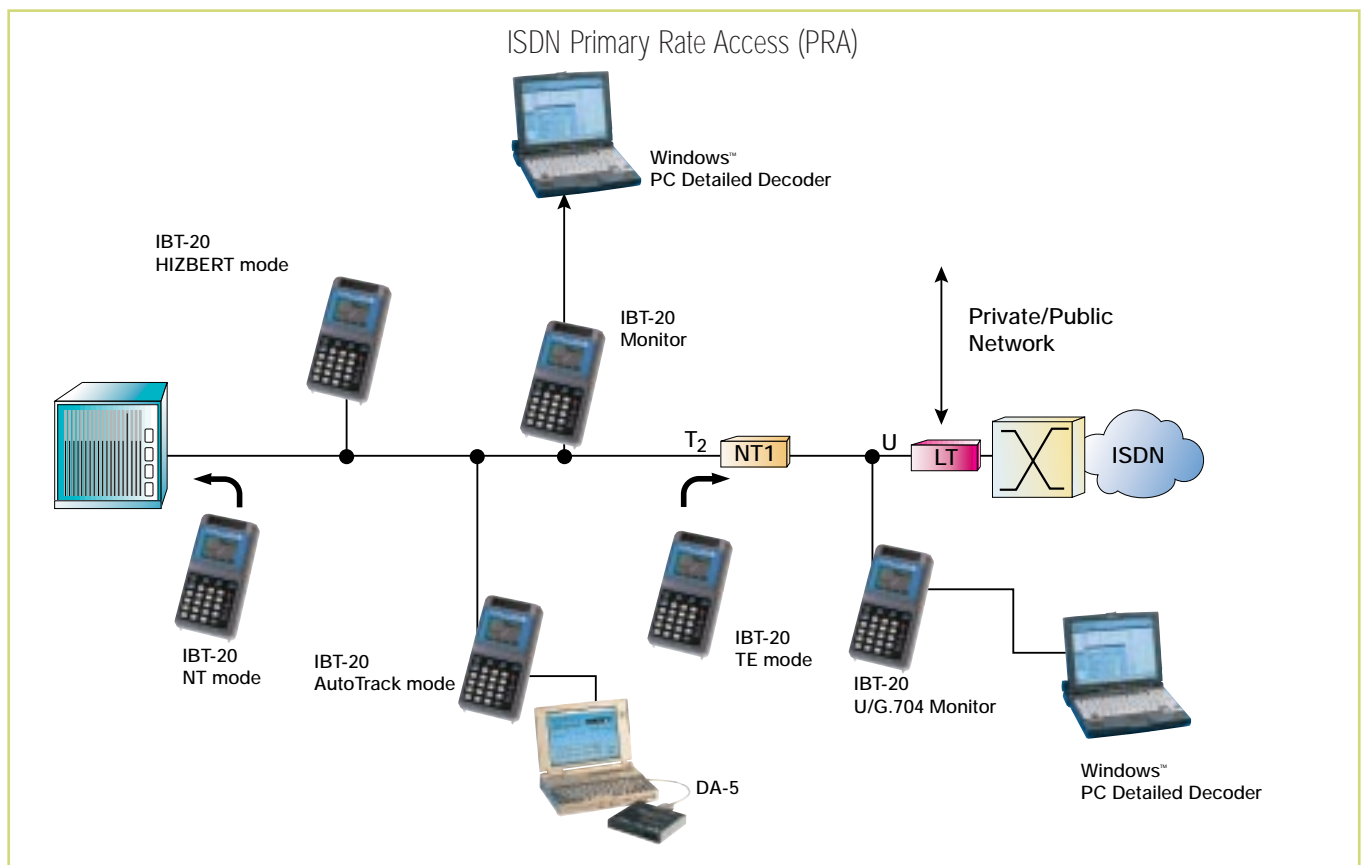 ISDN Primary Rate Access (PRA)
Windows™
PC Detailed Decoder
IBT-20
HIZBERT mode
IBT-20
Monitor
Private/Public
Network
T2
NT1
U
LT
ISDN
IBT-20
NT mode
IBT-20
AutoTrack mode
IBT-20
TE mode
IBT-20
U/G.704 Monitor
DA-5
Windows™
PC Detailed Decoder